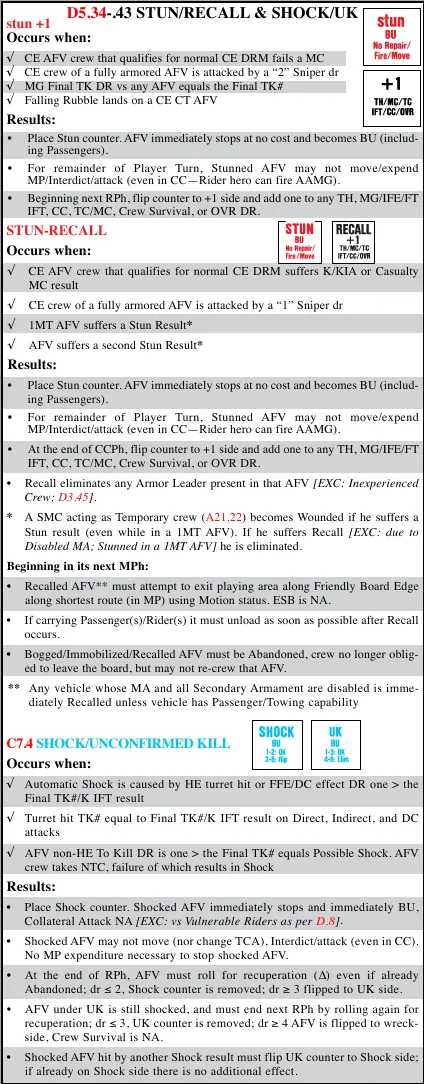 D5.34-.43 STUN/RECALL & SHOCK/UK
stun +1
Occurs when:
√ CE AFV crew that qualifies for normal CE DRM fails a MC
√ CE crew of a fully armored AFV is attacked by a “2” Sniper dr
√ MG Final TK DR vs any AFV equals the Final TK#
√ Falling Rubble lands on a CE CT AFV
stun
BU
No Repair/
Fire/Move
+1
TH/MC/TC
IFT/CC/OVR
Results:
• Place Stun counter. AFV immediately stops at no cost and becomes BU (includ-
ing Passengers).
• For remainder of Player Turn, Stunned AFV may not move/expend
MP/Interdict/attack (even in CC—Rider hero can fire AAMG).
• Beginning next RPh, flip counter to +1 side and add one to any TH, MG/IFE/FT
IFT, CC, TC/MC, Crew Survival, or OVR DR.
STUN-RECALL
STUN
BU
No Repair/
Fire/Move
RECALL
+1
TH/MC/TC
IFT/CC/OVR
Occurs when:
√ CE AFV crew that qualifies for normal CE DRM suffers K/KIA or Casualty
MC result
√ CE crew of a fully armored AFV is attacked by a “1” Sniper dr
√ 1MT AFV suffers a Stun Result*
√ AFV suffers a second Stun Result*
Results:
• Place Stun counter. AFV immediately stops at no cost and becomes BU (includ-
ing Passengers).
• For remainder of Player Turn, Stunned AFV may not move/expend
MP/Interdict/attack (even in CC—Rider hero can fire AAMG).
• At the end of CCPh, flip counter to +1 side and add one to any TH, MG/IFE/FT
IFT, CC, TC/MC, Crew Survival, or OVR DR.
• Recall eliminates any Armor Leader present in that AFV [EXC: Inexperienced
Crew; D3.45].
* A SMC acting as Temporary crew (A21.22) becomes Wounded if he suffers a
Stun result (even while in a 1MT AFV). If he suffers Recall [EXC: due to
Disabled MA; Stunned in a 1MT AFV] he is eliminated.
Beginning in its next MPh:
• Recalled AFV** must attempt to exit playing area along Friendly Board Edge
along shortest route (in MP) using Motion status. ESB is NA.
• If carrying Passenger(s)/Rider(s) it must unload as soon as possible after Recall
occurs.
• Bogged/Immobilized/Recalled AFV must be Abandoned, crew no longer oblig-
ed to leave the board, but may not re-crew that AFV.
** Any vehicle whose MA and all Secondary Armament are disabled is imme-
diately Recalled unless vehicle has Passenger/Towing capability
C7.4 SHOCK/UNCONFIRMED KILL
SHOCK
BU
1-2: OK
3-6: flip
UK
BU
1-3: OK
4-6: Elim
Occurs when:
√ Automatic Shock is caused by HE turret hit or FFE/DC effect DR one > the
Final TK#/K IFT result
√ Turret hit TK# equal to Final TK#/K IFT result on Direct, Indirect, and DC
attacks
√ AFV non-HE To Kill DR is one > the Final TK# equals Possible Shock. AFV
crew takes NTC, failure of which results in Shock
Results:
• Place Shock counter. Shocked AFV immediately stops and immediately BU,
Collateral Attack NA [EXC: vs Vulnerable Riders as per D.8].
• Shocked AFV may not move (nor change TCA), Interdict/attack (even in CC).
No MP expenditure necessary to stop shocked AFV.
• At the end of RPh, AFV must roll for recuperation (∆) even if already
Abandoned; dr ≤ 2, Shock counter is removed; dr ≥ 3 flipped to UK side.
• AFV under UK is still shocked, and must end next RPh by rolling again for
recuperation; dr ≤ 3, UK counter is removed; dr ≥ 4 AFV is flipped to wreck-
side, Crew Survival is NA.
• Shocked AFV hit by another Shock result must flip UK counter to Shock side;
if already on Shock side there is no additional effect.